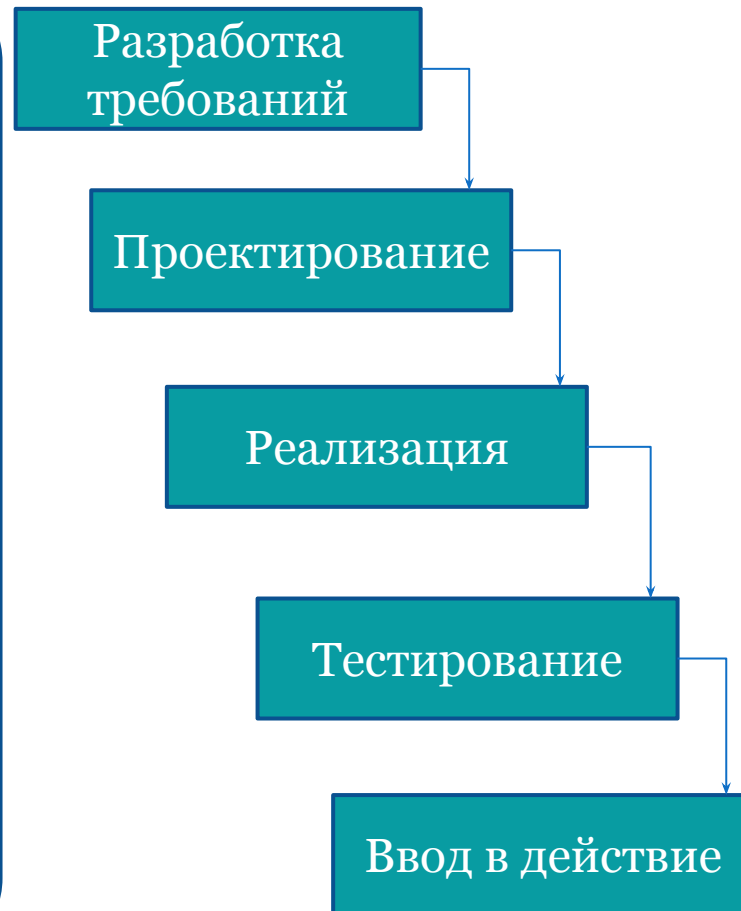 Разработка
требований
Проектирование
Реализация
Тестирование
Ввод в действие